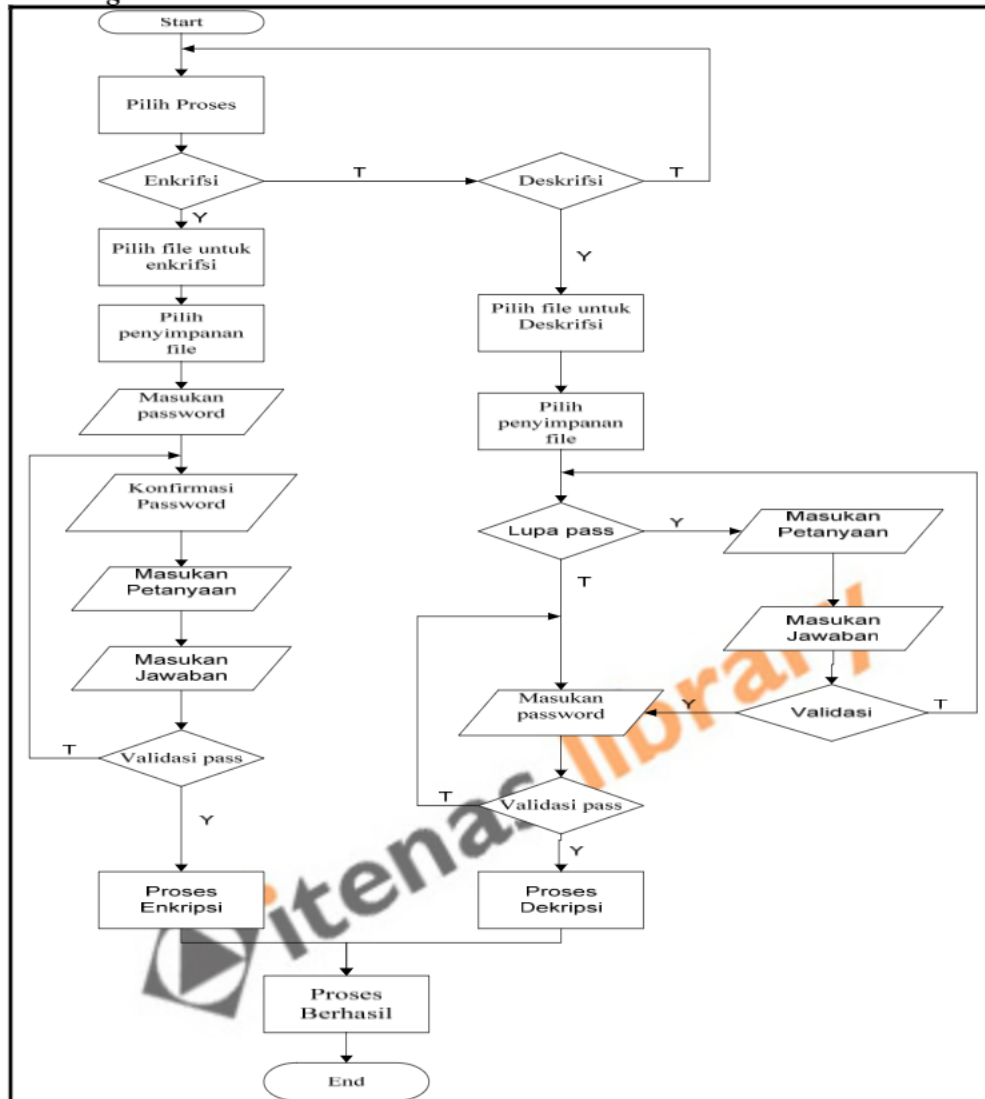 Start
Pilih Proses
Enkrifsi
T
Deskrifsi
T
Y
Pilih file untuk
enkrifsi
Y
Pilih
penyimpanan
file
Pilih file untuk
Deskrifsi
Masukan
password
Pilih
penyimpanan
file
Konfirmasi
Password
Lupa pass
Y
Masukan
Petanyaan
Masukan
Petanyaan
T
Masukan
Jawaban
Masukan
Jawaban
Masukan
password
Y
Validasi
T
T
Validasi pass
T
Validasi pass
Y
Y
Proses
Enkripsi
Proses
Dekripsi
itenas library
Proses
Berhasil
End